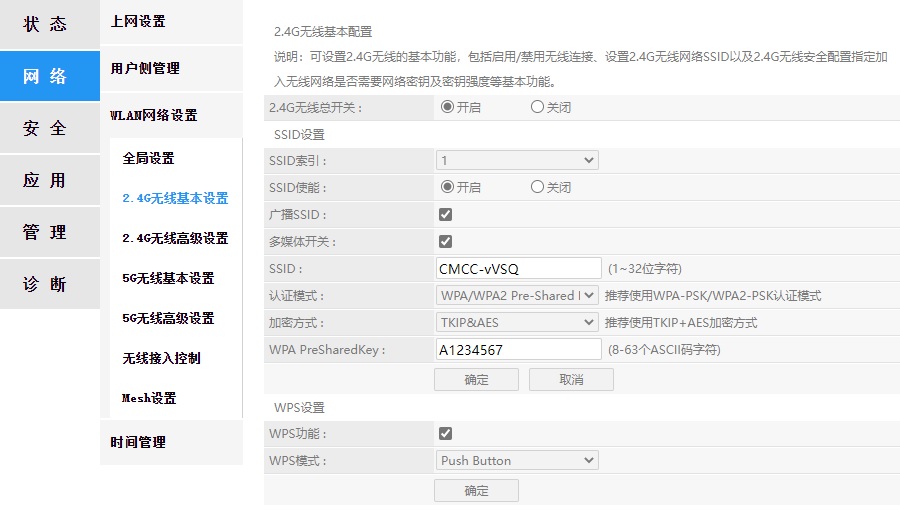 状 态
网 络
安 全
应 用
管 理
诊 断
上网设置
用户侧管理
WLAN网络设置
全局设置
2.4G无线基本设置
2.4G无线高级设置
5G无线基本设置
5G无线高级设置
无线接入控制
Mesh设置
时间管理
2.4G无线基本配置
说明：可设置2.4G无线的基本功能，包括启用/禁用无线连接、设置2.4G无线网络SSID以及2.4G无线安全配置指定加
入无线网络是否需要网络密钥及密钥强度等基本功能。
2.4G无线总开关： 开启 关闭
SSID设置
SSID索引： 1
SSID使能： 开启 关闭
广播SSID：
多媒体开关：
SSID： CMCC-vVSQ (1~32位字符)
认证模式： WPA/WPA2 Pre-Shared 推荐使用WPA-PSK/WPA2-PSK认证模式
加密方式： TKIP&AES 推荐使用TKIP+AES加密方式
WPA PreSharedKey： A1234567 (8-63个ASCII码字符)
确定 取消
WPS设置
WPS功能：
WPS模式： Push Button
确定